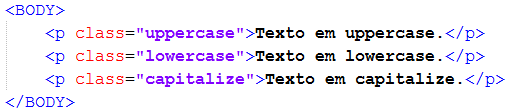 <BODY>
<p class="uppercase">Texto em uppercase.</p>
<p class="lowercase">Texto em lowercase.</p>
<p class="capitalize">Texto em capitalize.</p>
</BODY>